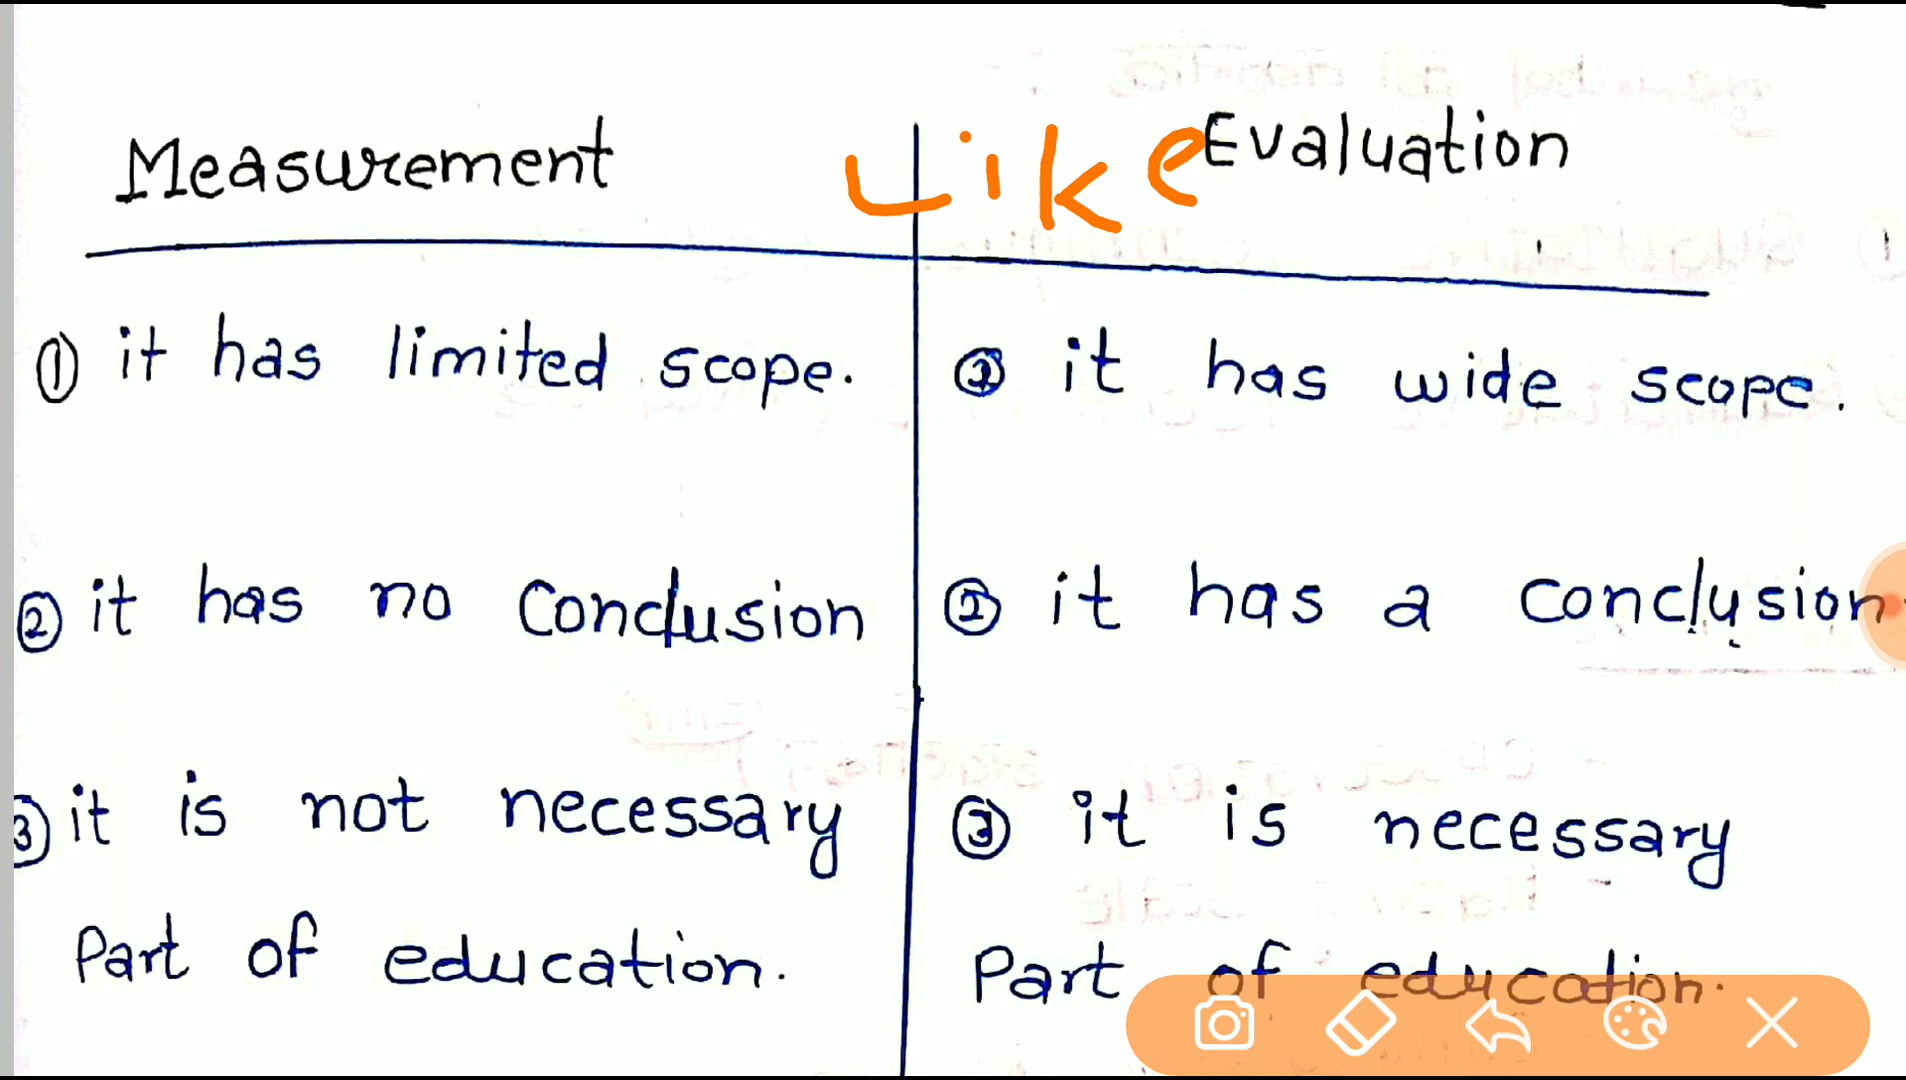 Measurement
Like
Evaluation
① it has limited scope.
① it has wide scope.
② it has no Conclusion
② it has a Conclusion
③ it is not necessary
Part of education.
③ it is necessary
Part of education.